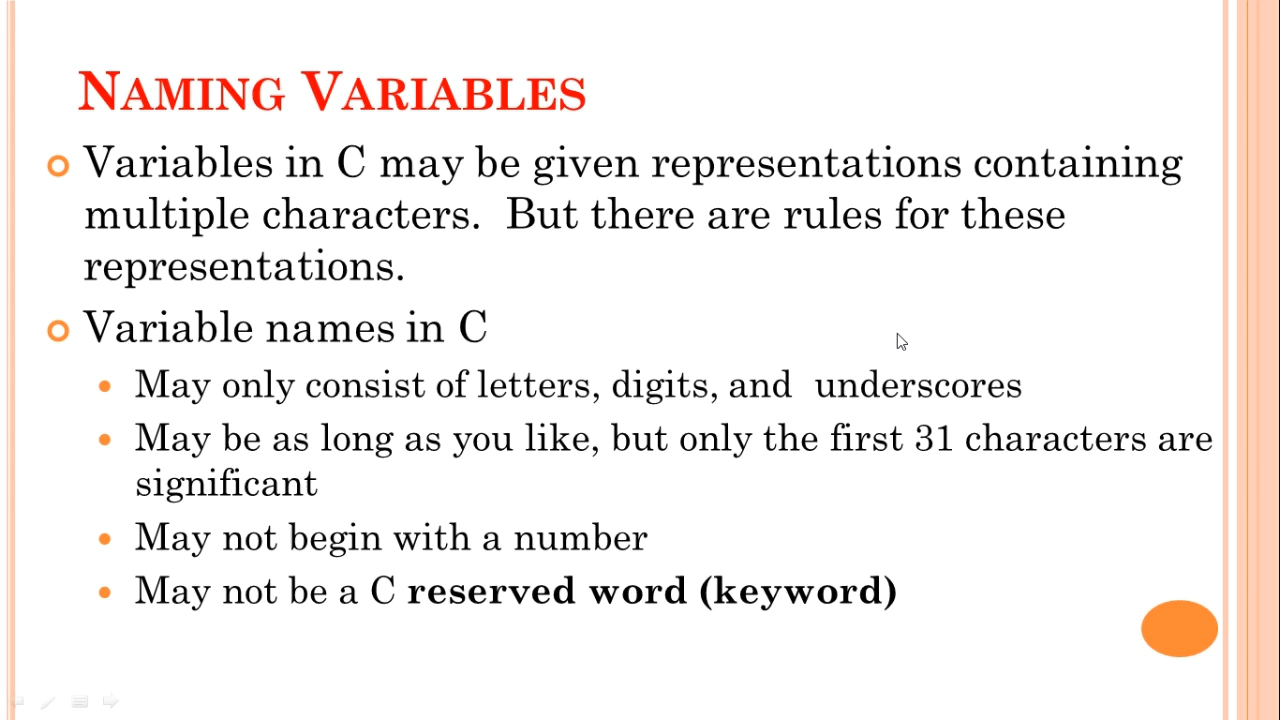 NAMING VARIABLES
Variables in C may be given representations containing
multiple characters.  But there are rules for these
representations.
Variable names in C
May only consist of letters, digits, and  underscores
May be as long as you like, but only the first 31 characters are
significant
May not begin with a number
May not be a C reserved word (keyword)